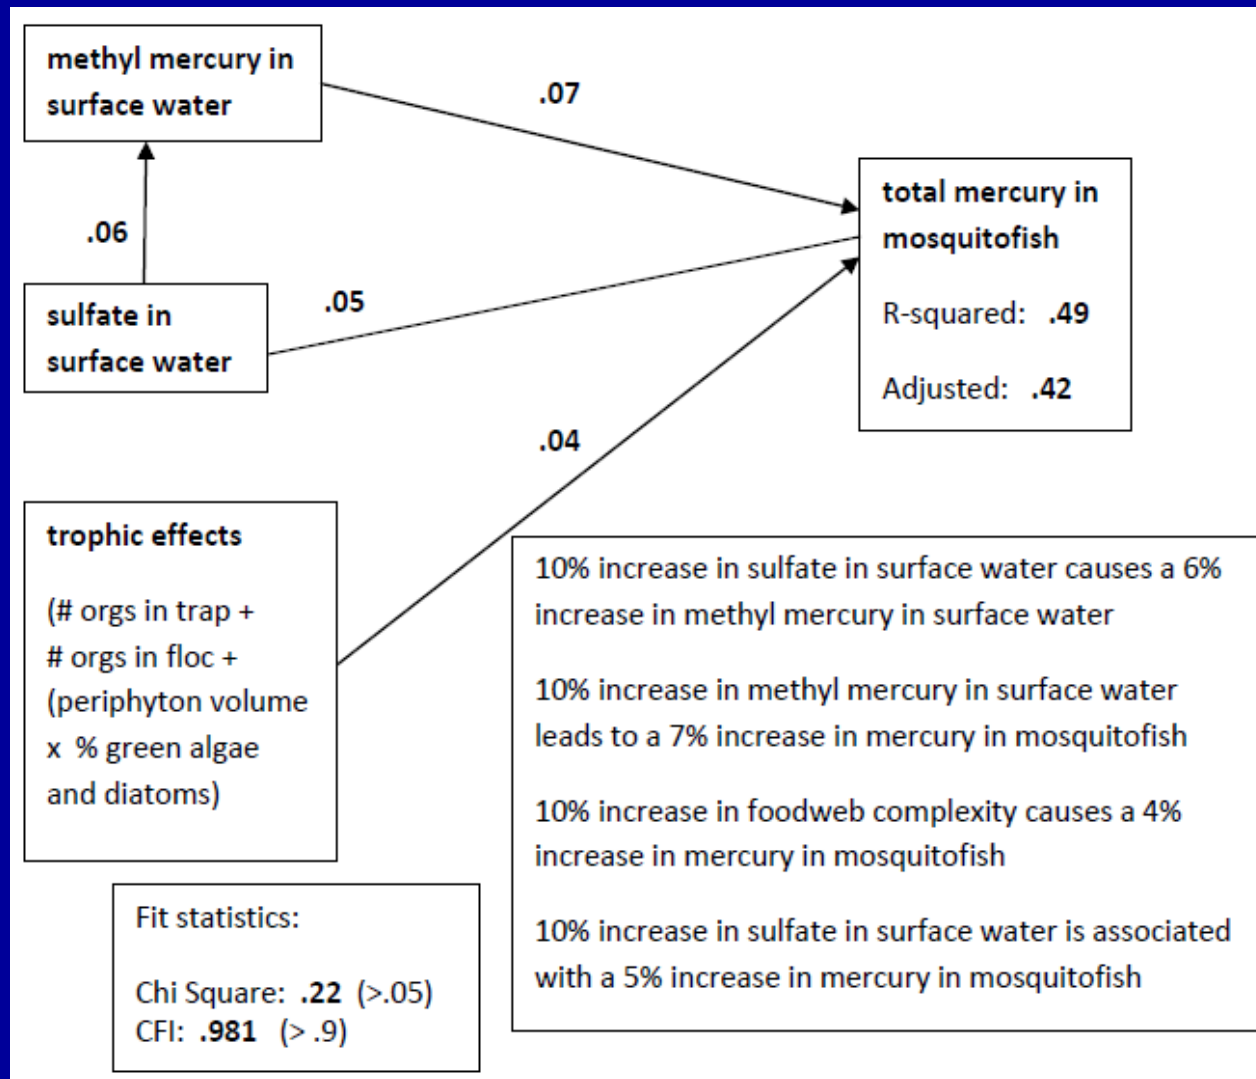 methyl mercury in
surface water
.07
total mercury in
mosquitofish
R-squared: .49
Adjusted: .42
.06
sulfate in
surface water
.05
.04
trophic effects
(# orgs in trap +
# orgs in floc +
(periphyton volume
x % green algae
and diatoms)
10% increase in sulfate in surface water causes a 6%
increase in methyl mercury in surface water
10% increase in methyl mercury in surface water
leads to a 7% increase in mercury in mosquitofish
10% increase in foodweb complexity causes a 4%
increase in mercury in mosquitofish
10% increase in sulfate in surface water is associated
with a 5% increase in mercury in mosquitofish
Fit statistics:
Chi Square: .22 (>.05)
CFI: .981 (> .9)